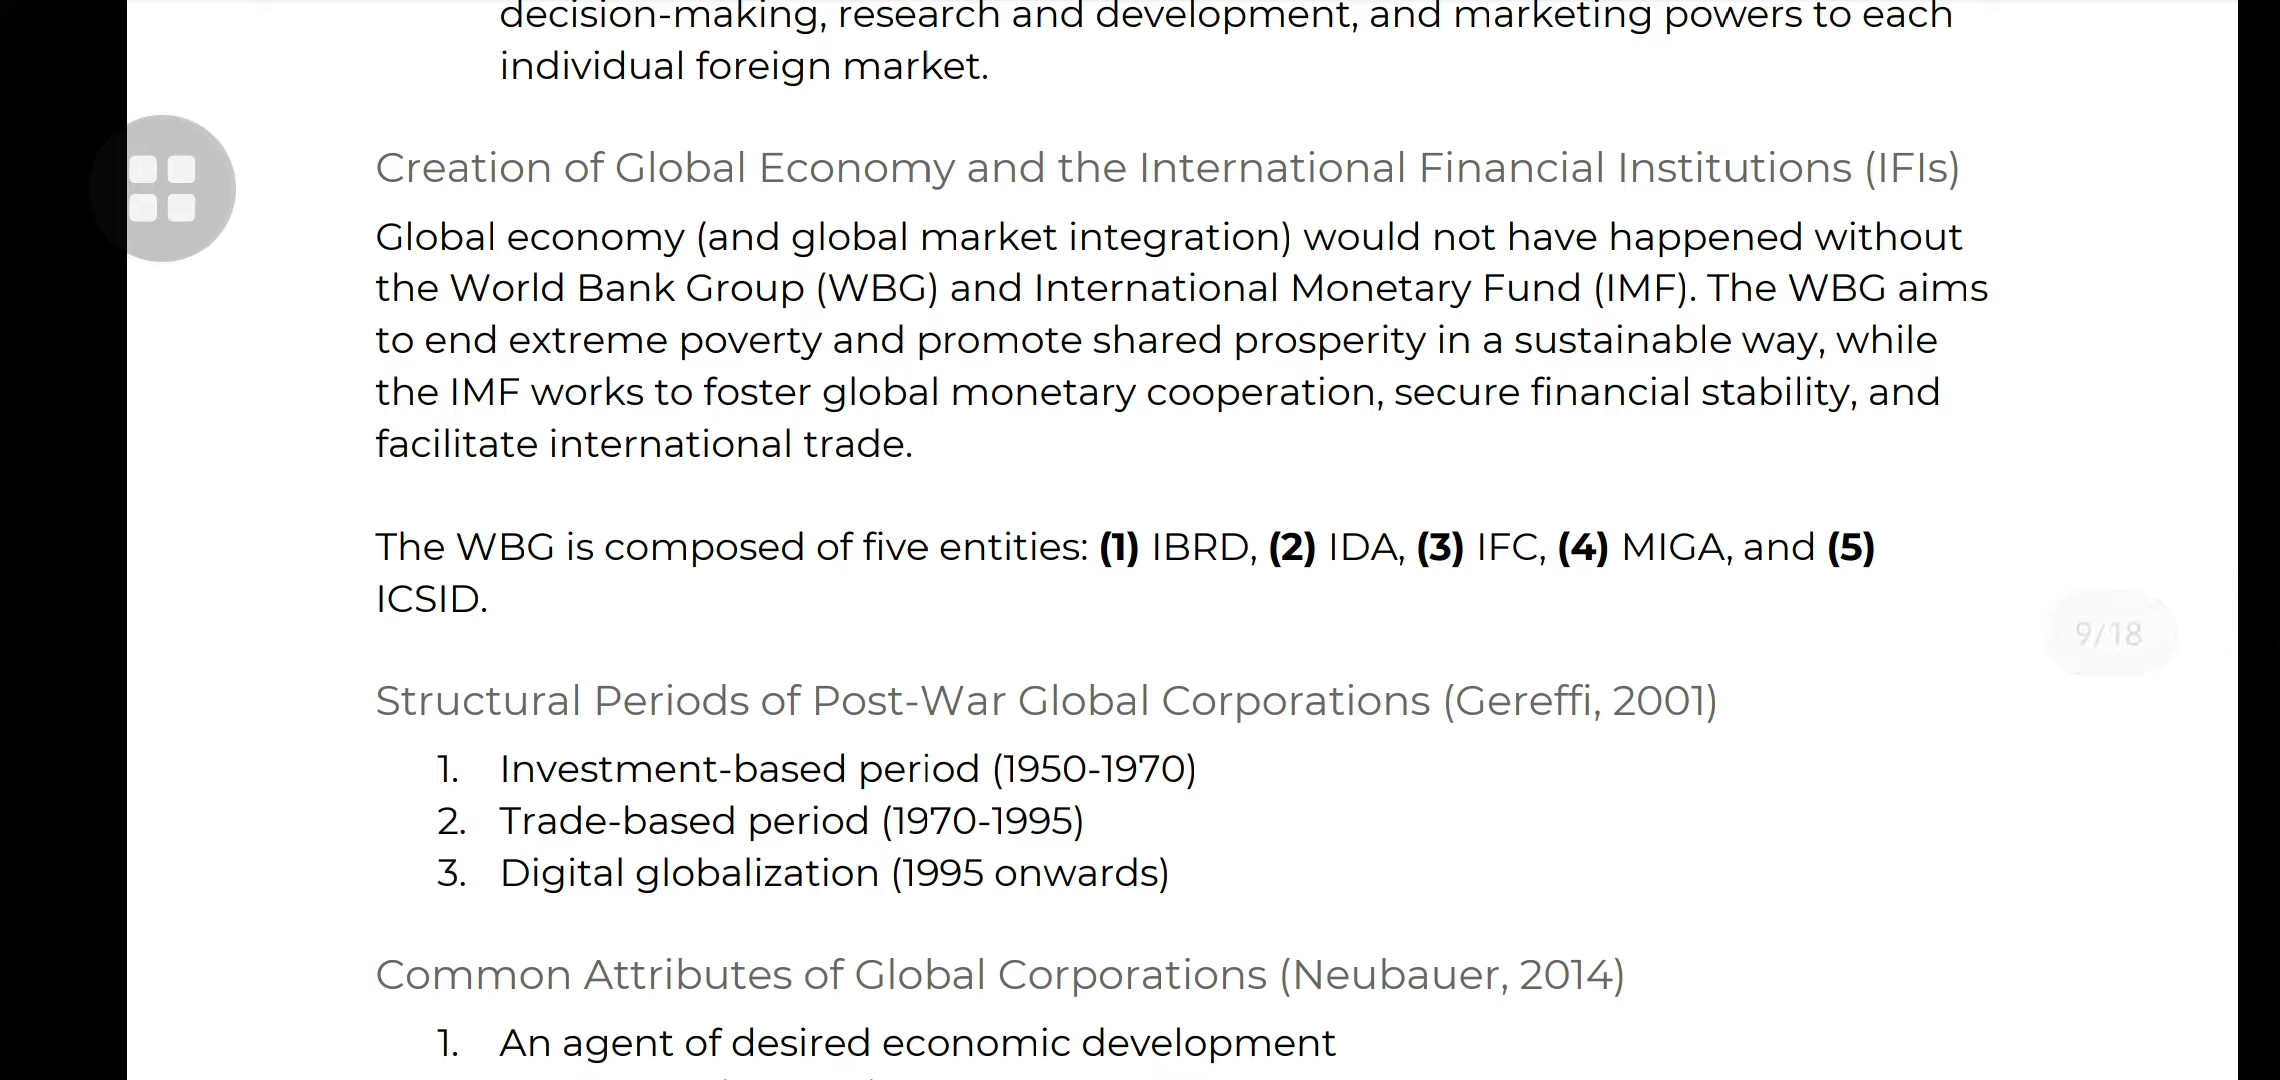 decision-making, research and development, and marketing powers to each
individual foreign market.
Creation of Global Economy and the International Financial Institutions (IFIs)
Global economy (and global market integration) would not have happened without
the World Bank Group (WBG) and International Monetary Fund (IMF). The WBG aims
to end extreme poverty and promote shared prosperity in a sustainable way, while
the IMF works to foster global monetary cooperation, secure financial stability, and
facilitate international trade.
The WBG is composed of five entities: (1) IBRD, (2) IDA, (3) IFC, (4) MIGA, and (5)
ICSID.
9/18
Structural Periods of Post-War Global Corporations (Gereffi, 2001)
1. Investment-based period (1950-1970)
2. Trade-based period (1970-1995)
3. Digital globalization (1995 onwards)
Common Attributes of Global Corporations (Neubauer, 2014)
1. An agent of desired economic development